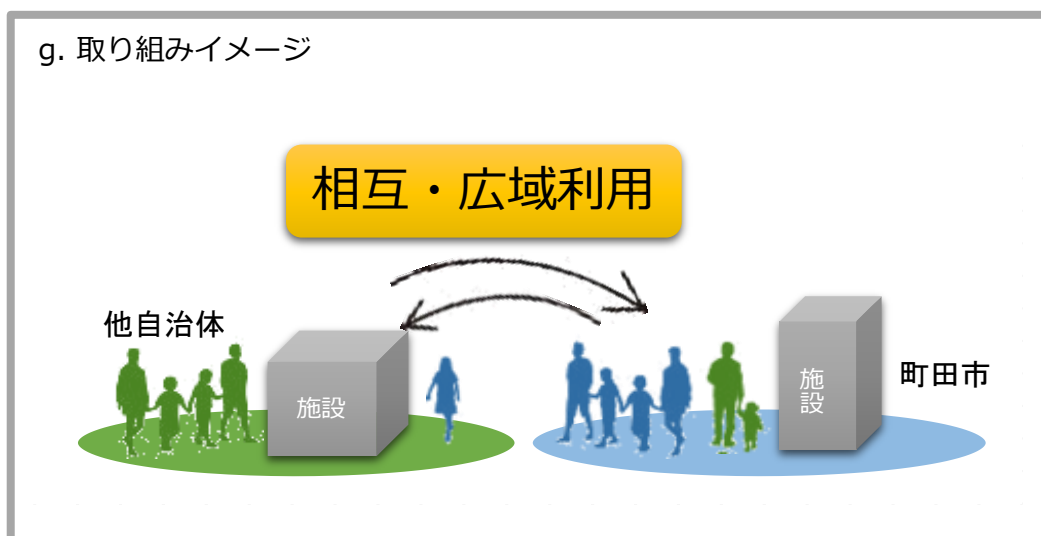 g. 取り組みイメージ
相互・広域利用
他自治体
施設
施設
町田市